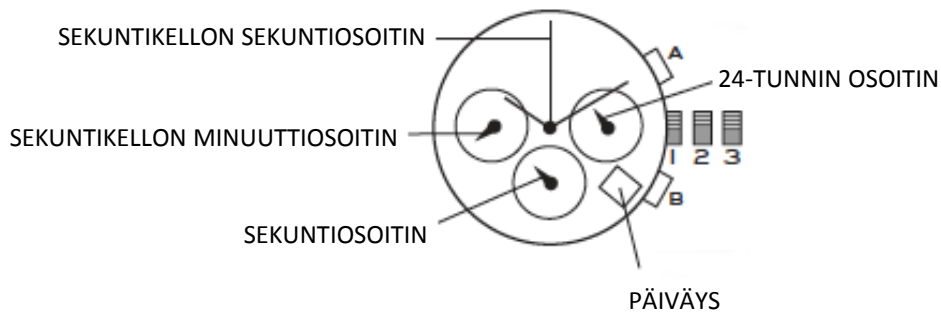 SEKUNTIKELLON SEKUNTIOSOITIN
A
24-TUNNIN OSOITIN
SEKUNTIKELLON MINUUTTIOSOITIN
1 2 3
B
SEKUNTIOSOITIN
PÄIVÄYS